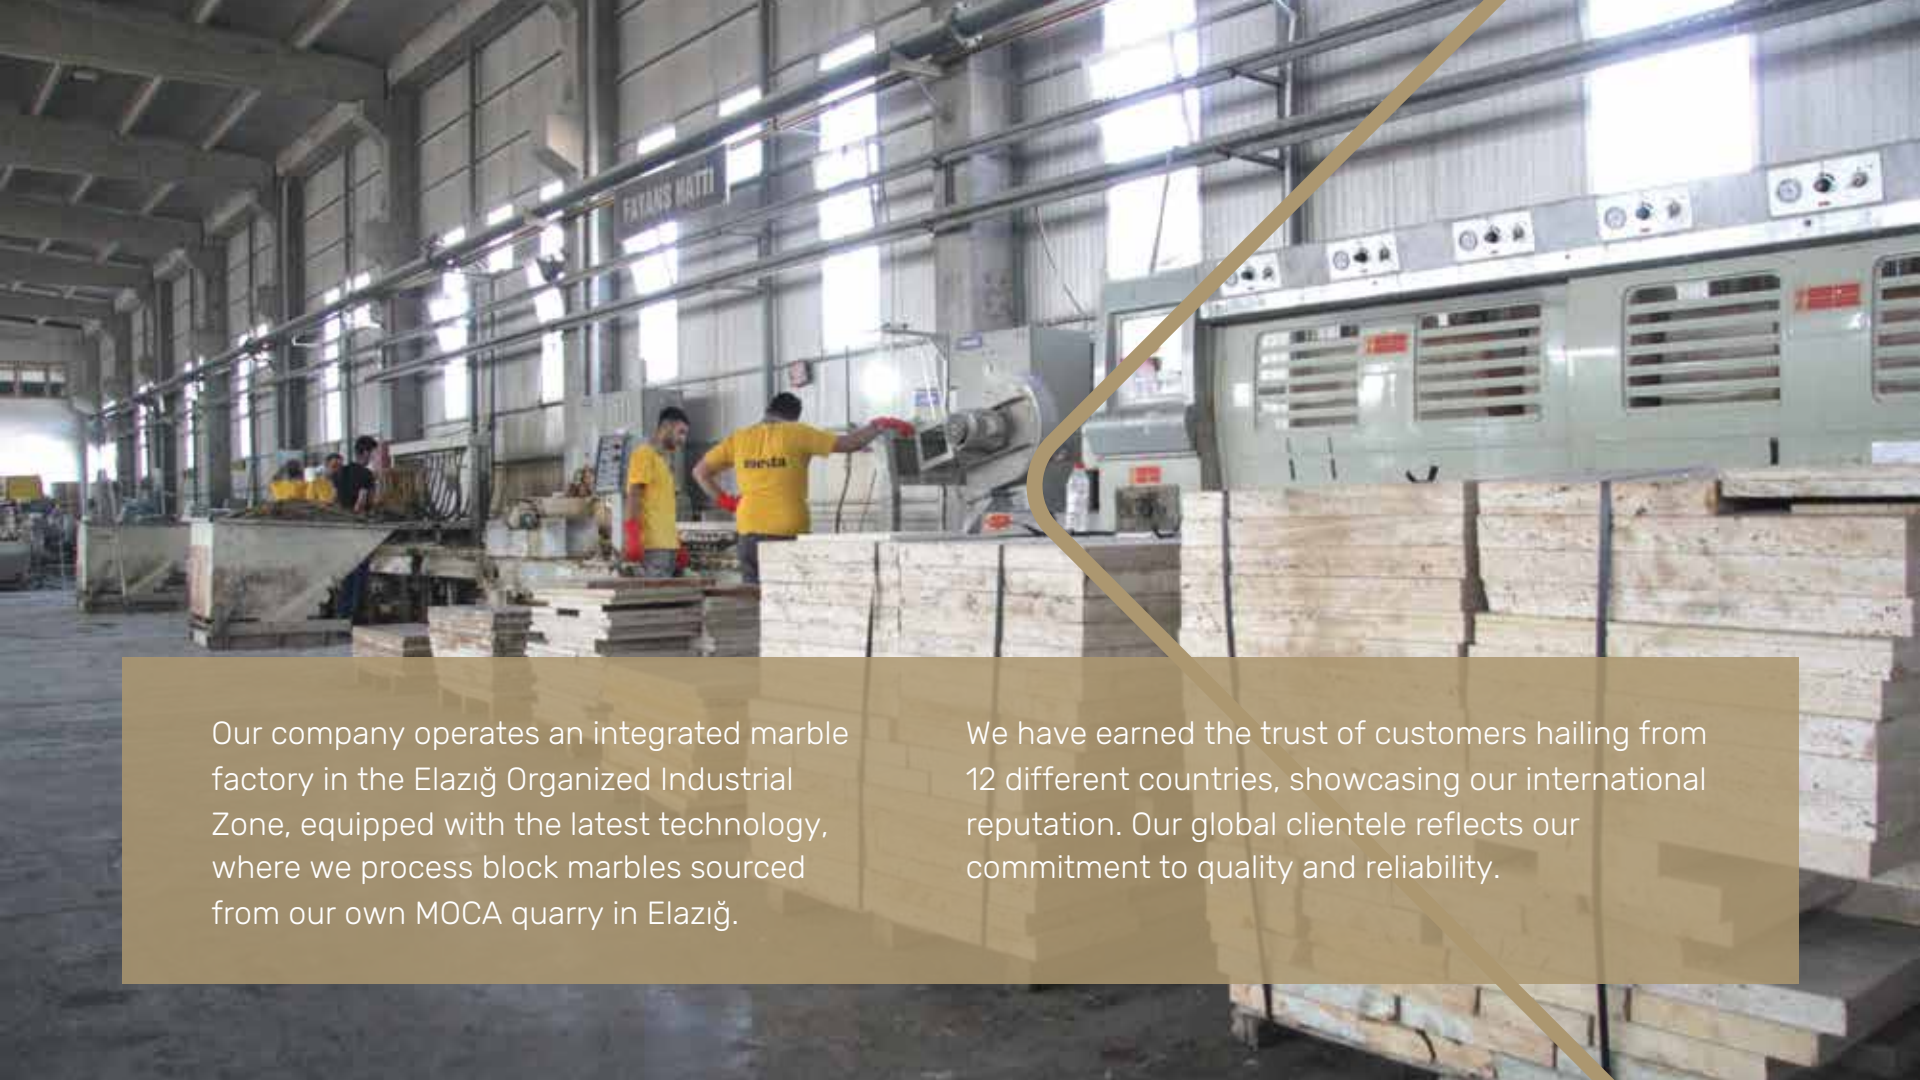 FAYANS HATTI
mesta
Our company operates an integrated marble
factory in the Elazığ Organized Industrial
Zone, equipped with the latest technology,
where we process block marbles sourced
from our own MOCA quarry in Elazığ.
We have earned the trust of customers hailing from
12 different countries, showcasing our international
reputation. Our global clientele reflects our
commitment to quality and reliability.